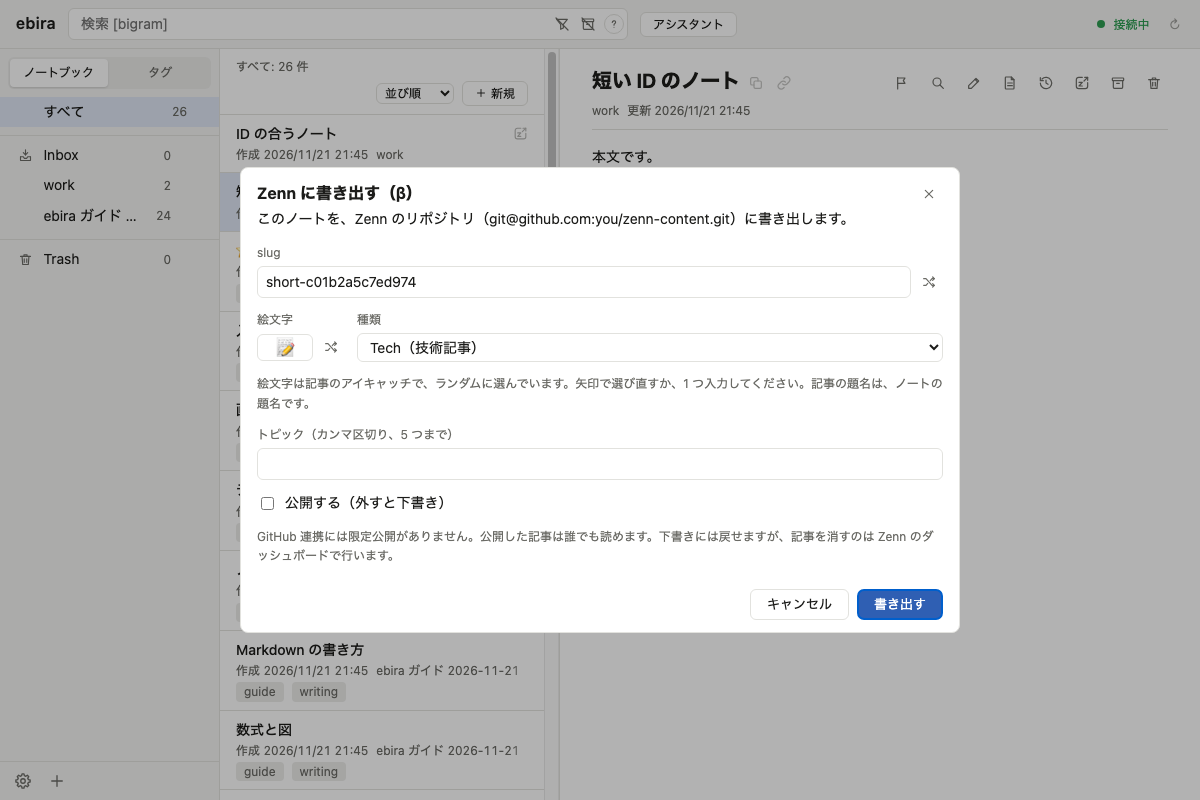 ebira
検索 [bigram]
?
アシスタント
接続中
ノートブック
タグ
すべて 26
Inbox 0
work 2
ebira ガイド ... 24
Trash 0
すべて: 26 件
並び順
+ 新規
ID の合うノート
作成 2026/11/21 21:45 work
Markdown の書き方
作成 2026/11/21 21:45 ebira ガイド 2026-11-21
guide writing
数式と図
作成 2026/11/21 21:45 ebira ガイド 2026-11-21
guide writing
短い ID のノート
work 更新 2026/11/21 21:45
本文です。
Zenn に書き出す（β）
このノートを、Zenn のリポジトリ（git@github.com:you/zenn-content.git）に書き出します。
slug
short-c01b2a5c7ed974
絵文字 種類
Tech（技術記事）
絵文字は記事のアイキャッチで、ランダムに選んでいます。矢印で選び直すか、1 つ入力してください。記事の題名は、ノートの
題名です。
トピック（カンマ区切り、5 つまで）
公開する（外すと下書き）
GitHub 連携には限定公開がありません。公開した記事は誰でも読めます。下書きには戻せますが、記事を消すのは Zenn のダ
ッシュボードで行います。
キャンセル
書き出す